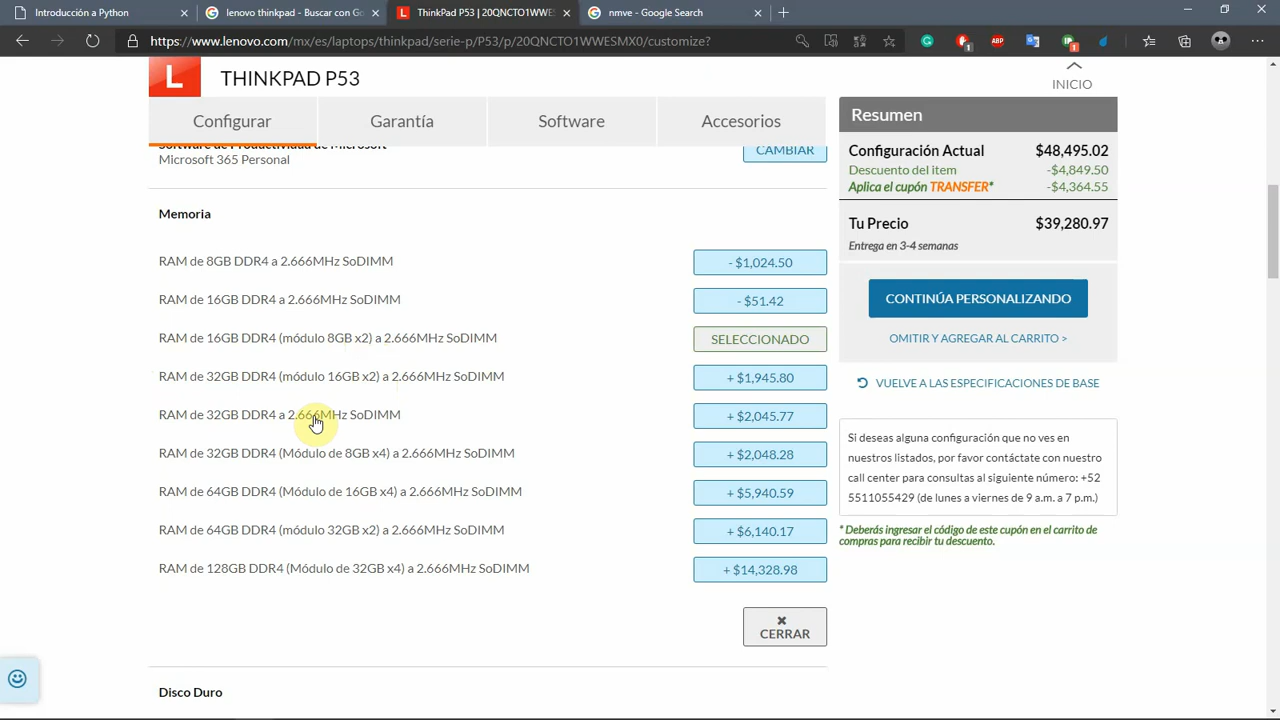 Introducción a Python
lenovo thinkpad - Buscar con Go
ThinkPad P53 | 20QNCTO1WWES
nmve - Google Search
https://www.lenovo.com/mx/es/laptops/thinkpad/serie-p/P53/p/20QNCTO1WWESMX0/customize?
1
ABP
1
L
THINKPAD P53
INICIO
Configurar
Garantía
Software
Accesorios
Software de Productividad de Microsoft
Microsoft 365 Personal
CAMBIAR
Memoria
RAM de 8GB DDR4 a 2.666MHz SoDIMM
- $1,024.50
RAM de 16GB DDR4 a 2.666MHz SoDIMM
- $51.42
RAM de 16GB DDR4 (módulo 8GB x2) a 2.666MHz SoDIMM
SELECCIONADO
RAM de 32GB DDR4 (módulo 16GB x2) a 2.666MHz SoDIMM
+ $1,945.80
RAM de 32GB DDR4 a 2.666MHz SoDIMM
+ $2,045.77
RAM de 32GB DDR4 (Módulo de 8GB x4) a 2.666MHz SoDIMM
+ $2,048.28
RAM de 64GB DDR4 (Módulo de 16GB x4) a 2.666MHz SoDIMM
+ $5,940.59
RAM de 64GB DDR4 (módulo 32GB x2) a 2.666MHz SoDIMM
+ $6,140.17
RAM de 128GB DDR4 (Módulo de 32GB x4) a 2.666MHz SoDIMM
+ $14,328.98
CERRAR
Disco Duro
Resumen
Configuración Actual $48,495.02
Descuento del item -$4,849.50
Aplica el cupón TRANSFER* -$4,364.55
Tu Precio $39,280.97
Entrega en 3-4 semanas
CONTINÚA PERSONALIZANDO
OMITIR Y AGREGAR AL CARRITO >
VUELVE A LAS ESPECIFICACIONES DE BASE
Si deseas alguna configuración que no ves en
nuestros listados, por favor contáctate con nuestro
call center para consultas al siguiente número: +52
5511055429 (de lunes a viernes de 9 a.m. a 7 p.m.)
* Deberás ingresar el código de este cupón en el carrito de
compras para recibir tu descuento.